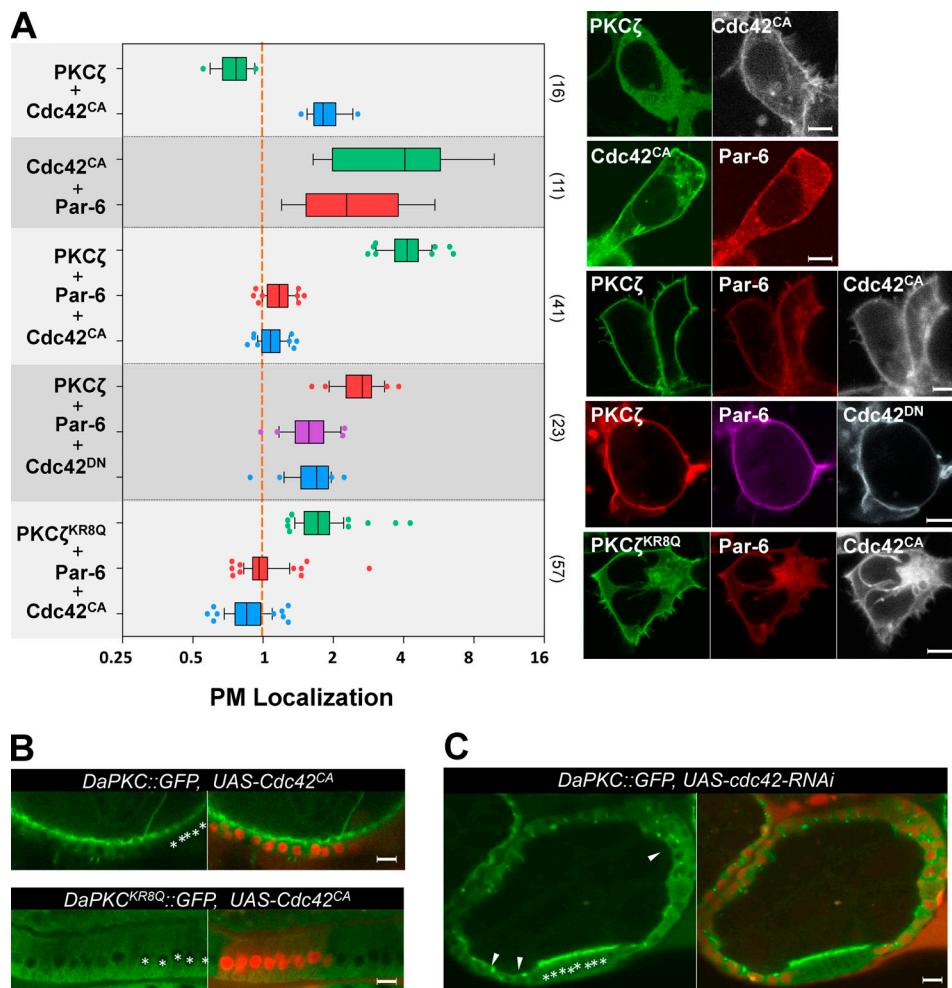 A
PKCζ
+
Cdc42CA
(16)
Cdc42CA
+
Par-6
(11)
PKCζ
+
Par-6
+
Cdc42CA
(41)
PKCζ
+
Par-6
+
Cdc42DN
(23)
PKCζKR8Q
+
Par-6
+
Cdc42CA
(57)
0.25 0.5 1 2 4 8 16
PM Localization
PKCζ Cdc42CA
Cdc42CA Par-6
PKCζ Par-6 Cdc42CA
PKCζ Par-6 Cdc42DN
PKCζKR8Q Par-6 Cdc42CA
B
DaPKC::GFP, UAS-Cdc42CA
****
DaPKCKR8Q::GFP, UAS-Cdc42CA
*****
C
DaPKC::GFP, UAS-cdc42-RNAi
********